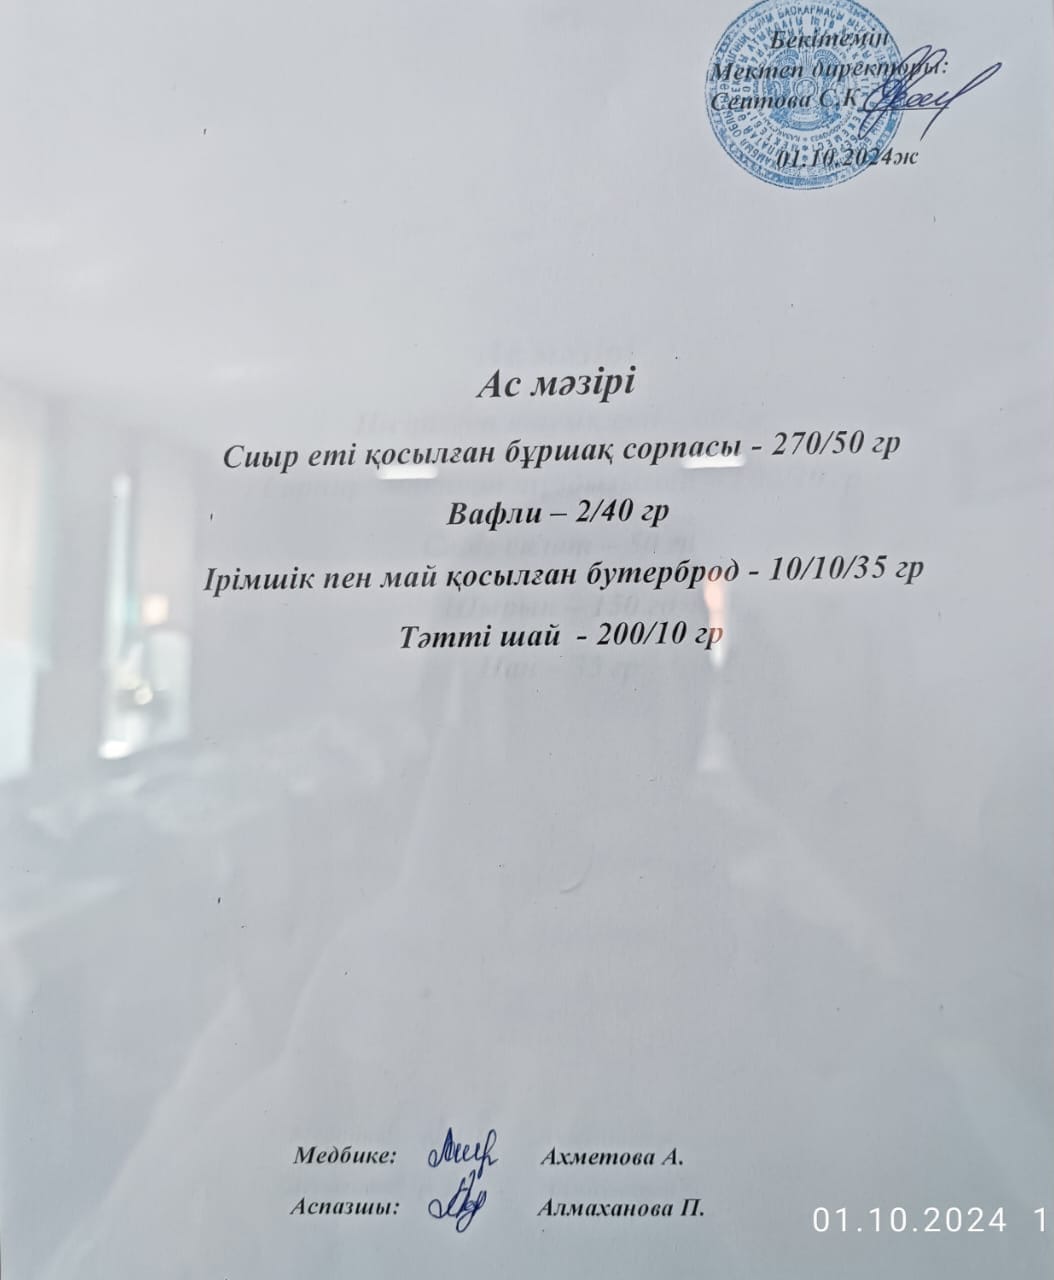 Бекітемін
Мектеп директоры:
Сеитова С.К
01.10.2024ж
Ас мәзірі
Сиыр еті қосылған бұршақ сорпасы - 270/50 гр
Вафли – 2/40 гр
Ірімшік пен май қосылған бутерброд - 10/10/35 гр
Тәтті шай - 200/10 гр
Медбике: Ахметова А.
Аспазшы: Алмаханова П.
01.10.2024 1